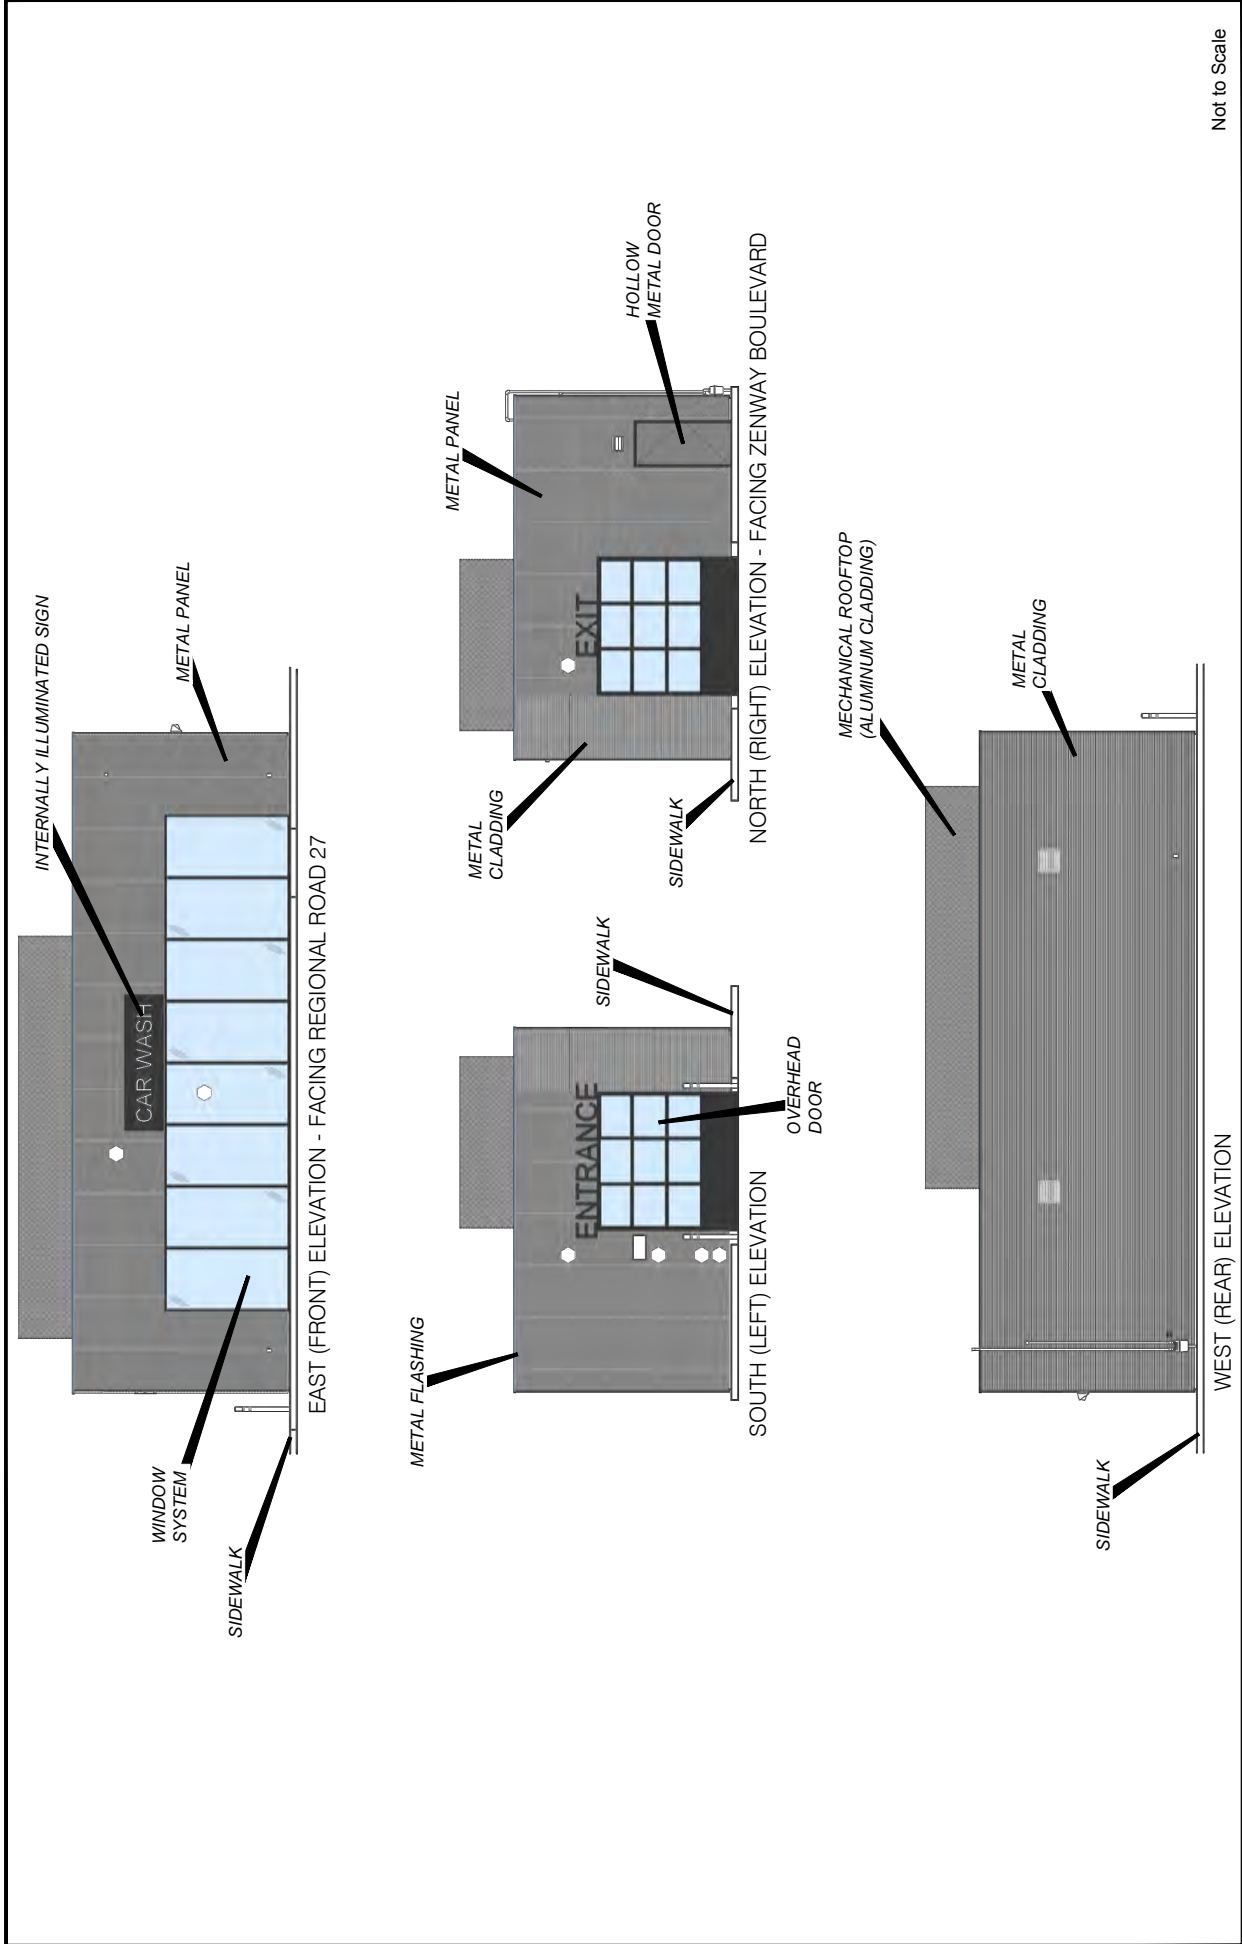 INTERNALLY ILLUMINATED SIGN
METAL PANEL
CAR WASH
WINDOW
SYSTEM
SIDEWALK
EAST (FRONT) ELEVATION - FACING REGIONAL ROAD 27
METAL FLASHING
ENTRANCE
SIDEWALK
OVERHEAD
DOOR
SOUTH (LEFT) ELEVATION
METAL PANEL
HOLLOW
METAL DOOR
EXIT
METAL
CLADDING
SIDEWALK
NORTH (RIGHT) ELEVATION - FACING ZENWAY BOULEVARD
MECHANICAL ROOFTOP
(ALUMINUM CLADDING)
METAL
CLADDING
SIDEWALK
WEST (REAR) ELEVATION
Not to Scale